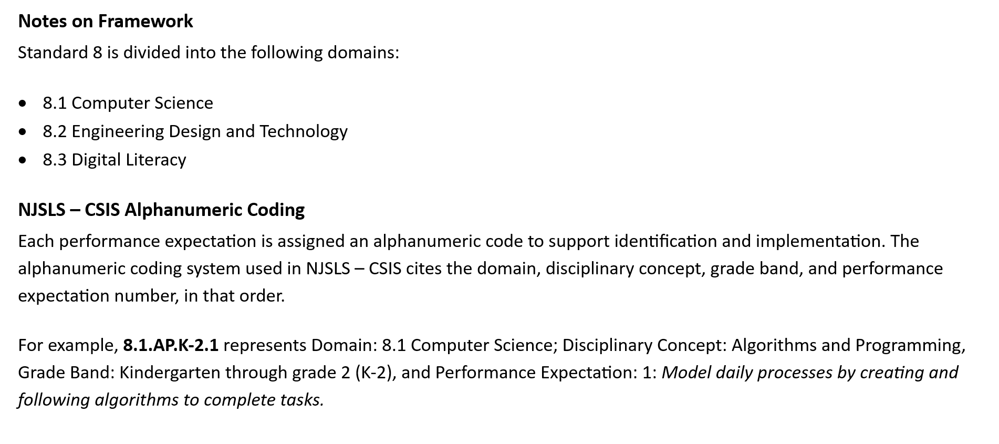 Notes on Framework
Standard 8 is divided into the following domains:
• 8.1 Computer Science
• 8.2 Engineering Design and Technology
• 8.3 Digital Literacy
NJSLS – CSIS Alphanumeric Coding
Each performance expectation is assigned an alphanumeric code to support identification and implementation. The
alphanumeric coding system used in NJSLS – CSIS cites the domain, disciplinary concept, grade band, and performance
expectation number, in that order.
For example, 8.1.AP.K-2.1 represents Domain: 8.1 Computer Science; Disciplinary Concept: Algorithms and Programming,
Grade Band: Kindergarten through grade 2 (K-2), and Performance Expectation: 1: Model daily processes by creating and
following algorithms to complete tasks.